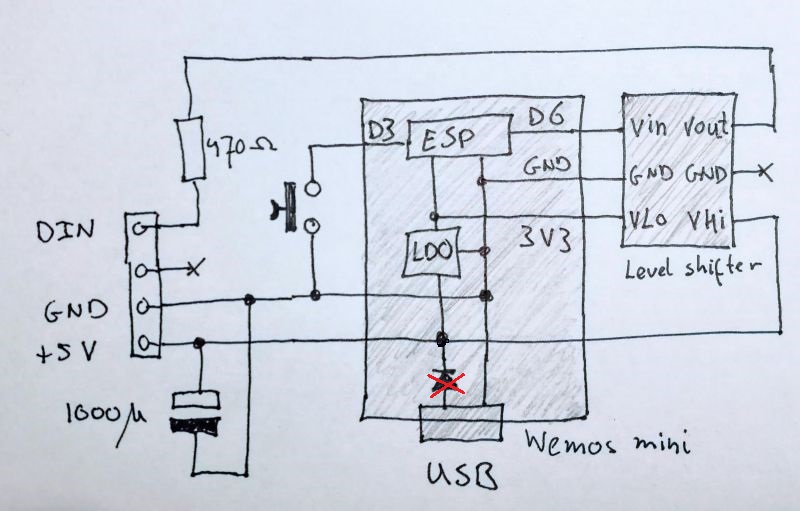 470Ω
D3
ESP
D6
Vin Vout
GND
GND GND
DIN
LDO
3V3
VLo VHi
Level shifter
GND
+5V
1000µ
Wemos mini
USB